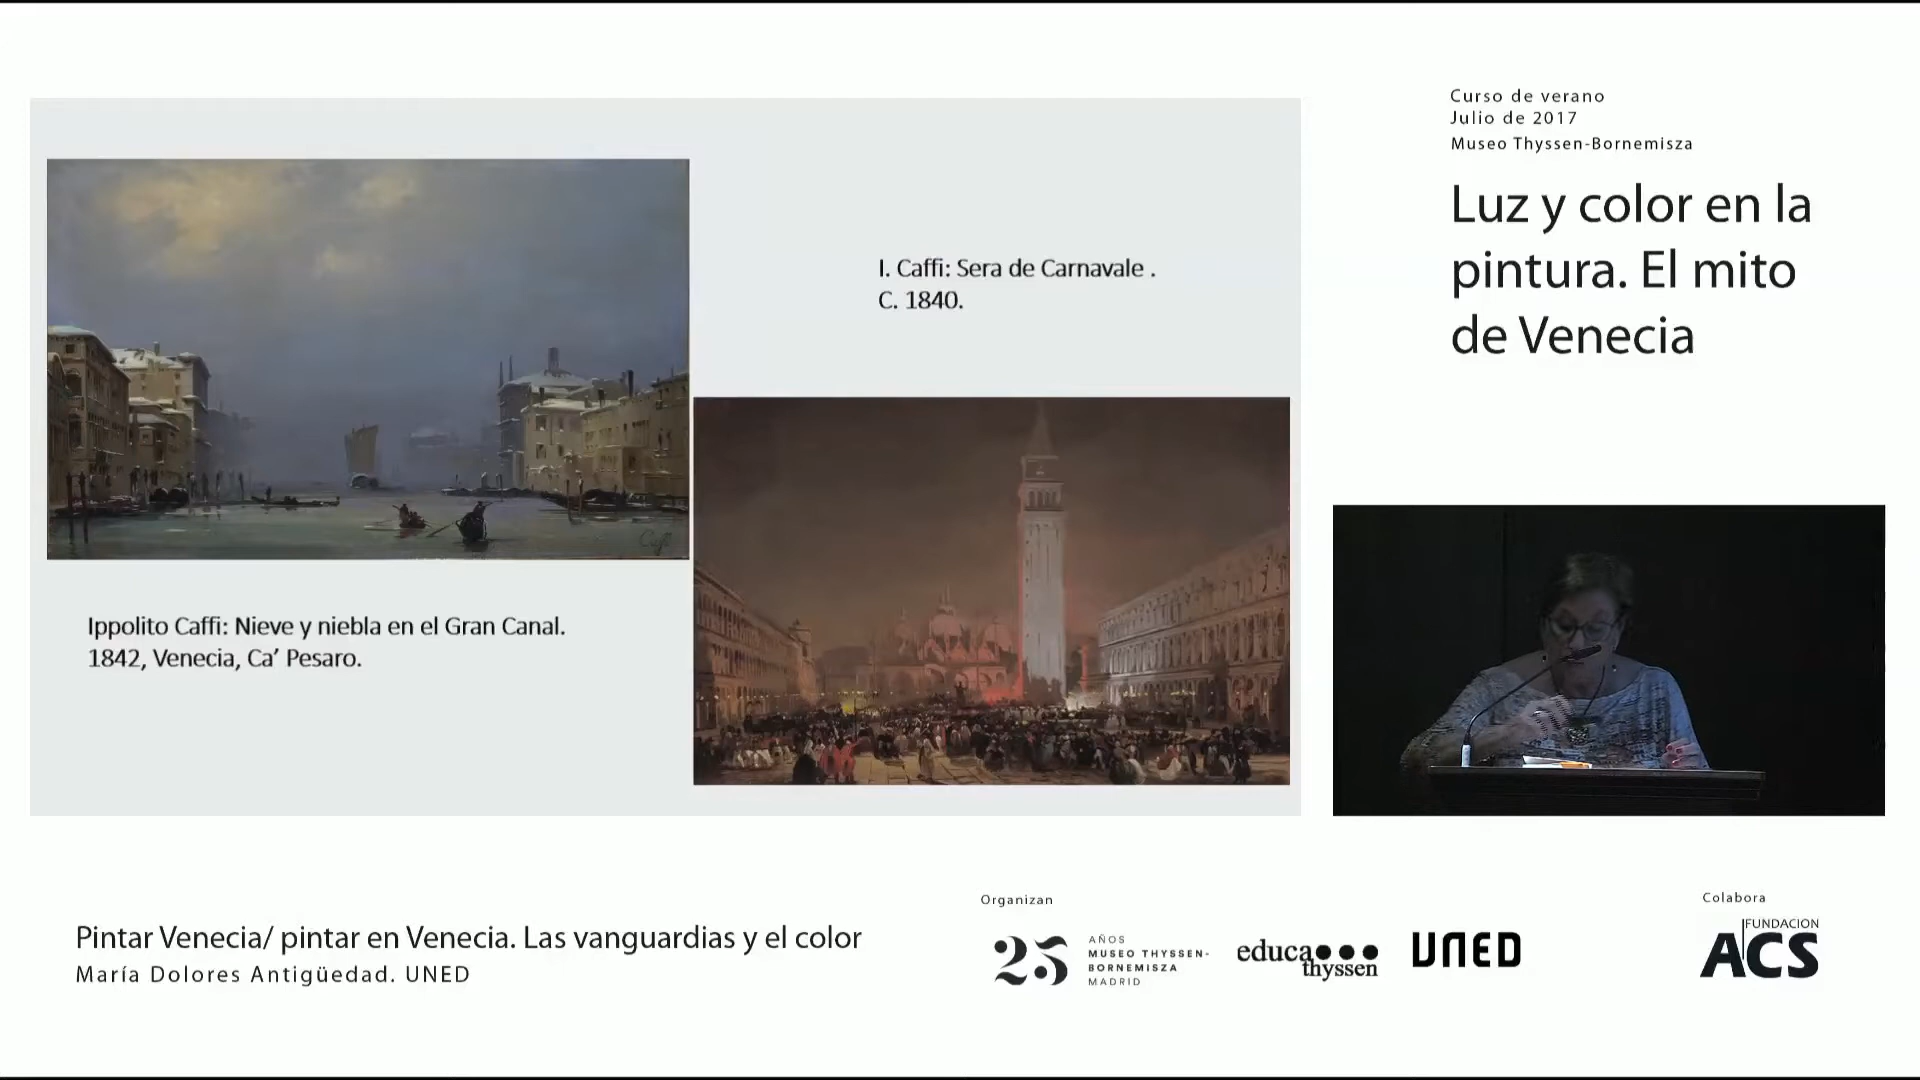 Curso de verano
Julio de 2017
Museo Thyssen-Bornemisza
Luz y color en la
pintura. El mito
de Venecia
I. Caffi: Sera de Carnavale .
C. 1840.
Caffi
Ippolito Caffi: Nieve y niebla en el Gran Canal.
1842, Venecia, Ca’ Pesaro.
Pintar Venecia/ pintar en Venecia. Las vanguardias y el color
María Dolores Antigüedad. UNED
Organizan
25
AÑOS
MUSEO THYSSEN-
BORNEMISZA
MADRID
educa
thyssen
UNED
Colabora
FUNDACION
ACS